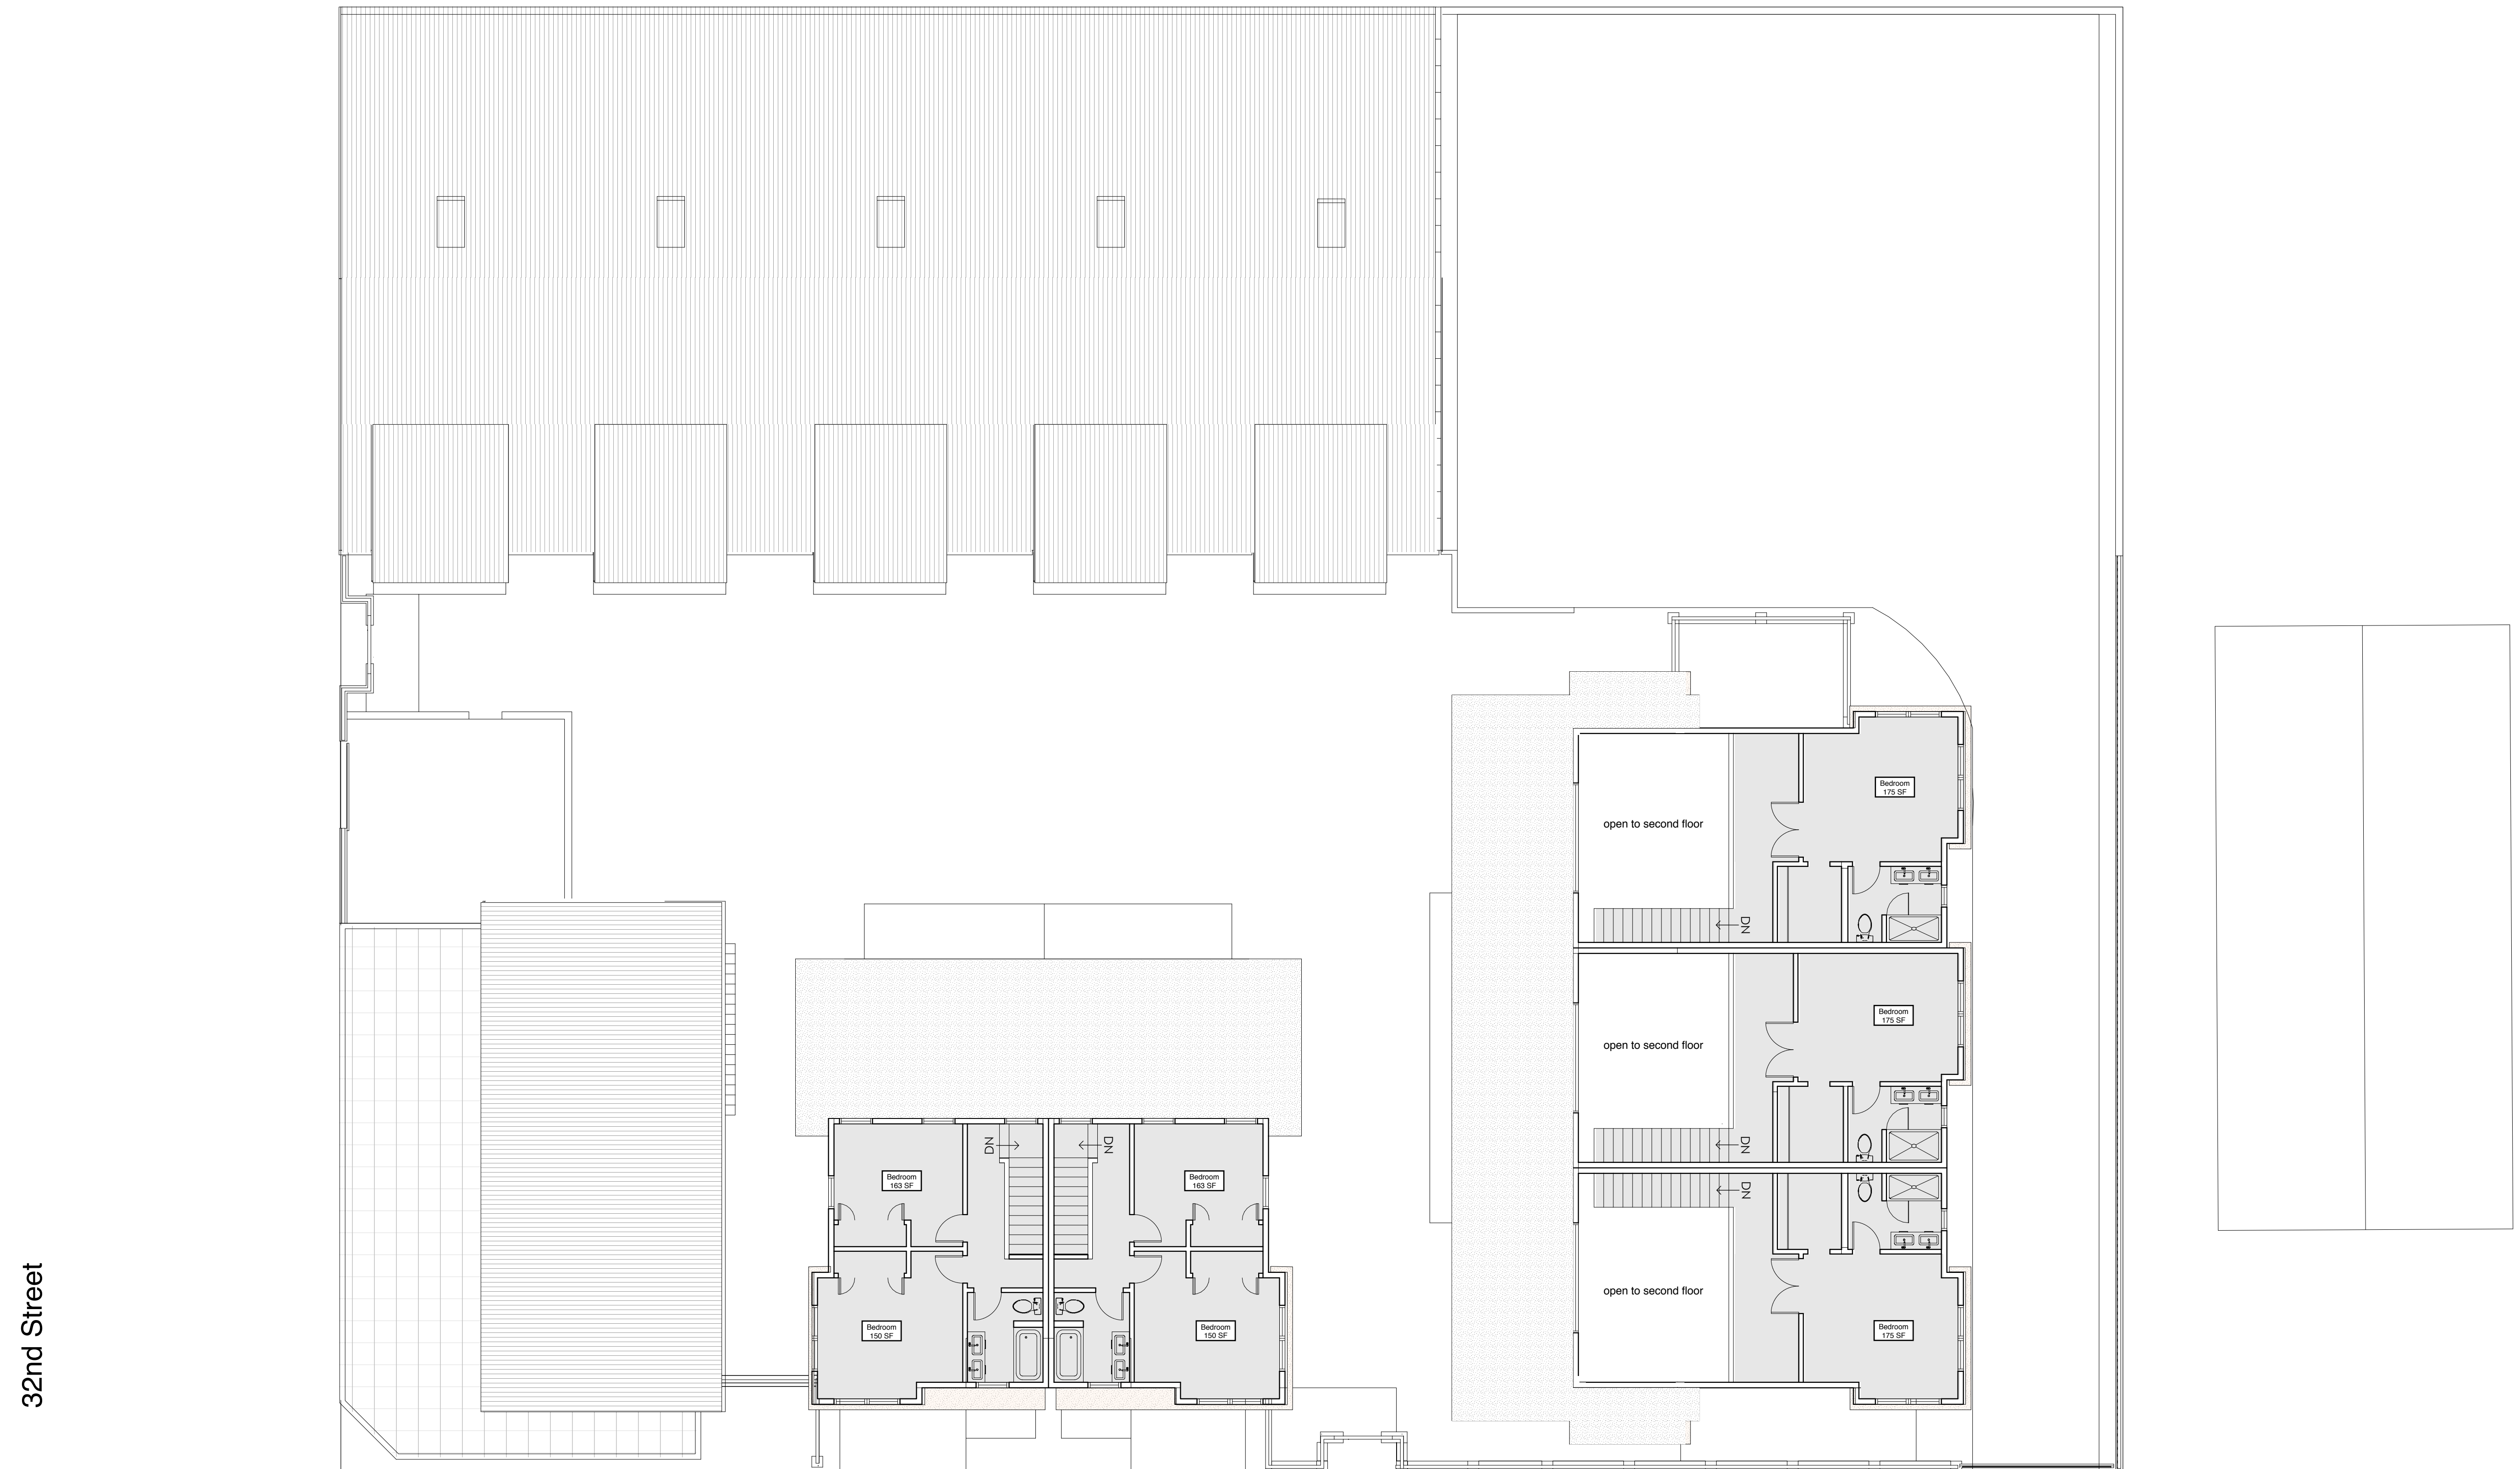 Bedroom
175 SF
open to second floor
DN
Bedroom
175 SF
open to second floor
DN
DN
DN
DN
Bedroom
163 SF
Bedroom
163 SF
DN
open to second floor
Bedroom
150 SF
Bedroom
150 SF
Bedroom
175 SF
32nd Street